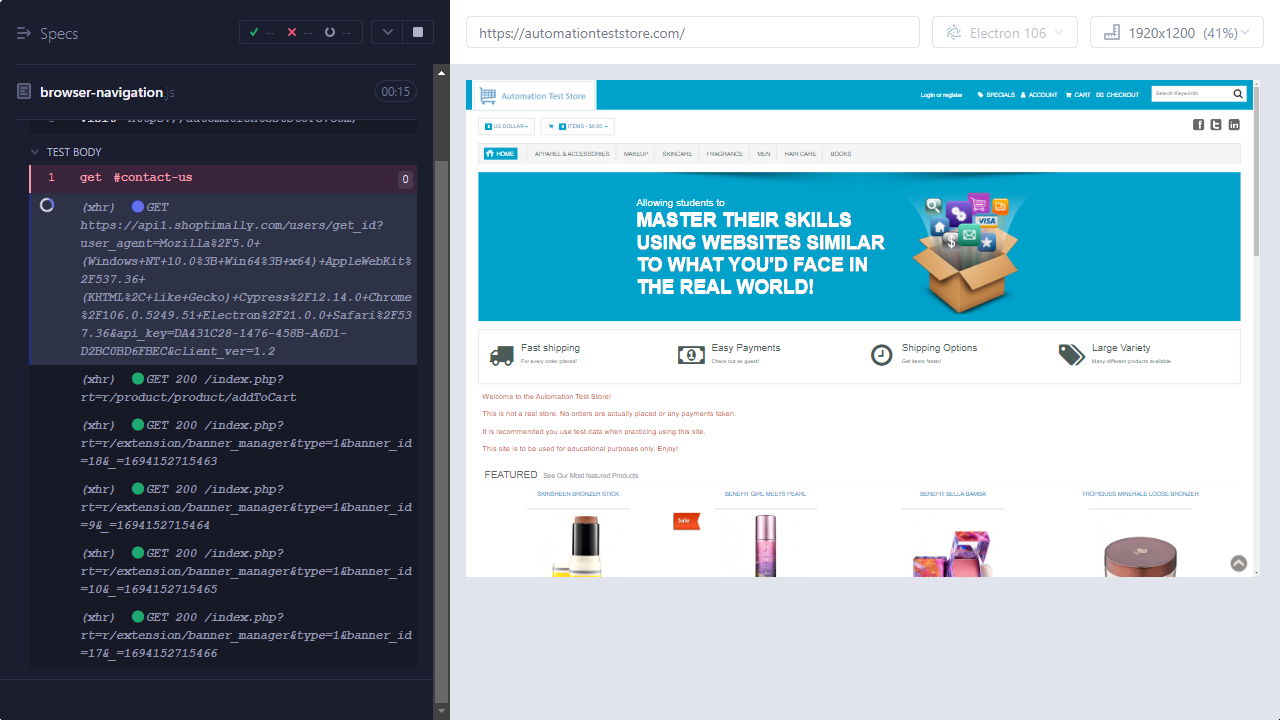 Specs
--
--
--
browser-navigation.js
00:15
visit https://automationteststore.com/
TEST BODY
1 get #contact-us 0
(xhr) GET
https://api1.shoptimally.com/users/get_id?
user_agent=Mozilla%2F5.0+
(Windows+NT+10.0%3B+Win64%3B+x64)+AppleWebKit%
2F537.36+
(KHTML%2C+like+Gecko)+Cypress%2F12.14.0+Chrome
%2F106.0.5249.51+Electron%2F21.0.0+Safari%2F53
7.36&api_key=DA431C28-1476-458B-A6D1-
D2BC0BD6FBEC&client_ver=1.2
(xhr) GET 200 /index.php?
rt=r/product/product/addToCart
(xhr) GET 200 /index.php?
rt=r/extension/banner_manager&type=1&banner_id
=18&_=1694152715463
(xhr) GET 200 /index.php?
rt=r/extension/banner_manager&type=1&banner_id
=9&_=1694152715464
(xhr) GET 200 /index.php?
rt=r/extension/banner_manager&type=1&banner_id
=10&_=1694152715465
(xhr) GET 200 /index.php?
rt=r/extension/banner_manager&type=1&banner_id
=17&_=1694152715466
https://automationteststore.com/
Electron 106
1920x1200 (41%)
Automation Test Store
Login or register
SPECIALS
ACCOUNT
CART
CHECKOUT
Search Keywords
US DOLLAR
0 ITEMS - $0.00
HOME
APPAREL & ACCESSORIES
MAKEUP
SKINCARE
FRAGRANCE
MEN
HAIR CARE
BOOKS
Allowing students to
MASTER THEIR SKILLS
USING WEBSITES SIMILAR
TO WHAT YOU'D FACE IN
THE REAL WORLD!
VISA
$
Fast shipping
For every order placed!
Easy Payments
Check out as guest!
Shipping Options
Get items faster!
Large Variety
Many different products available
Welcome to the Automation Test Store!
This is not a real store. No orders are actually placed or any payments taken.
It is recommended you use test data when practicing using this site.
This site is to be used for educational purposes only. Enjoy!
FEATURED See Our Most featured Products
SKINSHEEN BRONZER STICK
BENEFIT GIRL MEETS PEARL
BENEFIT BELLA BAMBA
TROPIQUES MINERALE LOOSE BRONZER
Sale